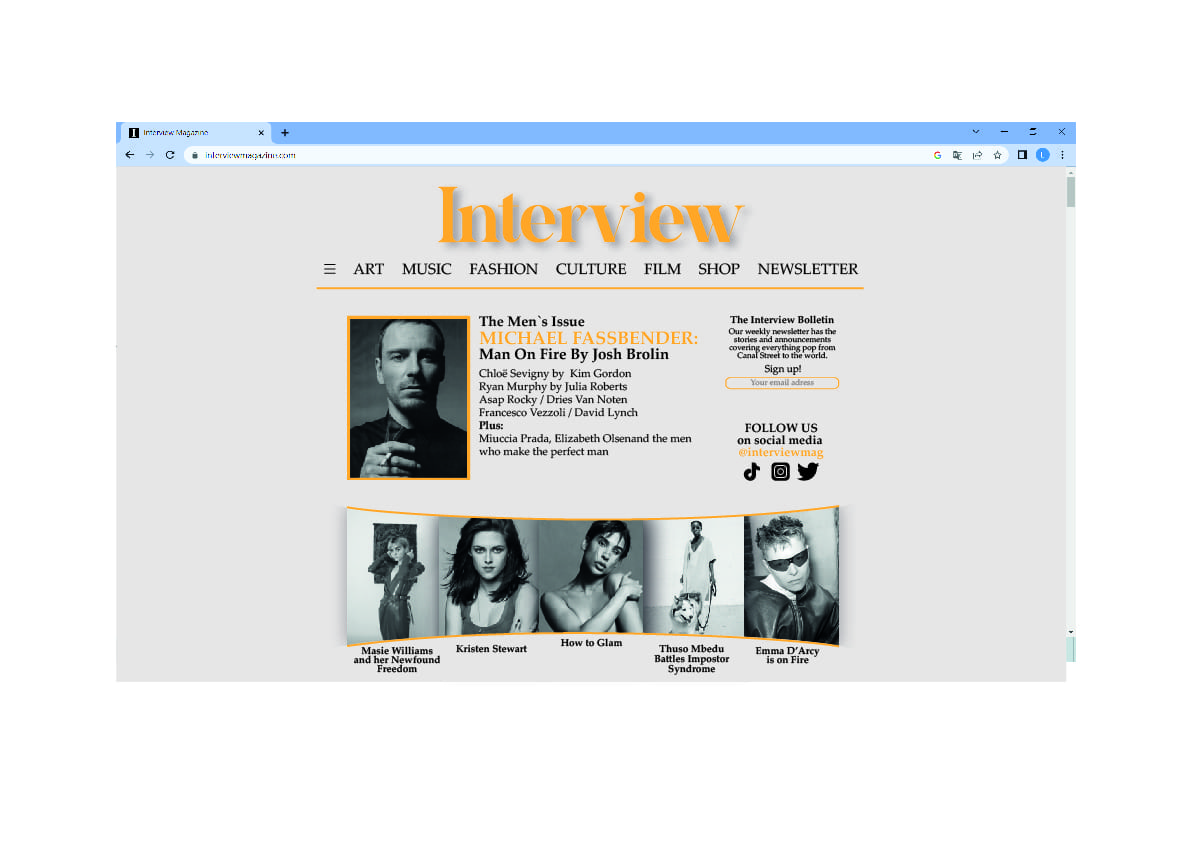 Interview Magazine
interviewmagazine.com
L
Interview
ART MUSIC FASHION CULTURE FILM SHOP NEWSLETTER
The Men`s Issue
MICHAEL FASSBENDER:
Man On Fire By Josh Brolin
Chloë Sevigny by Kim Gordon
Ryan Murphy by Julia Roberts
Asap Rocky / Dries Van Noten
Francesco Vezzoli / David Lynch
Plus:
Miuccia Prada, Elizabeth Olsenand the men
who make the perfect man
The Interview Bolletin
Our weekly newsletter has the
stories and announcements
covering everything pop from
Canal Street to the world.
Sign up!
Your email adress
FOLLOW US
on social media
@interviewmag
Masie Williams
and her Newfound
Freedom
Kristen Stewart
How to Glam
Thuso Mbedu
Battles Impostor
Syndrome
Emma D'Arcy
is on Fire